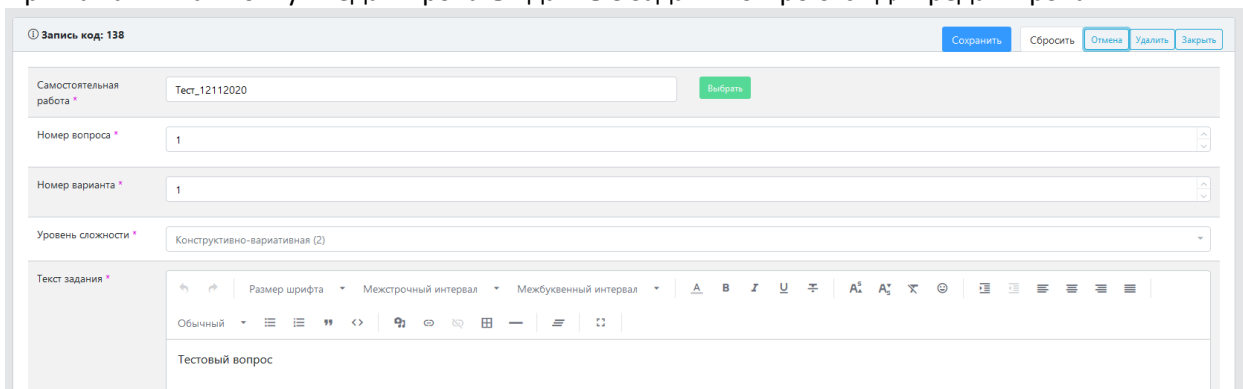 Запись код: 138
Сохранить Сбросить Отмена Удалить Закрыть
Самостоятельная
работа *
Тест_12112020
Выбрать
Номер вопроса *
1
Номер варианта *
1
Уровень сложности *
Конструктивно-вариативная (2)
Текст задания *
Размер шрифта Межстрочный интервал Межбуквенный интервал
Обычный
Тестовый вопрос